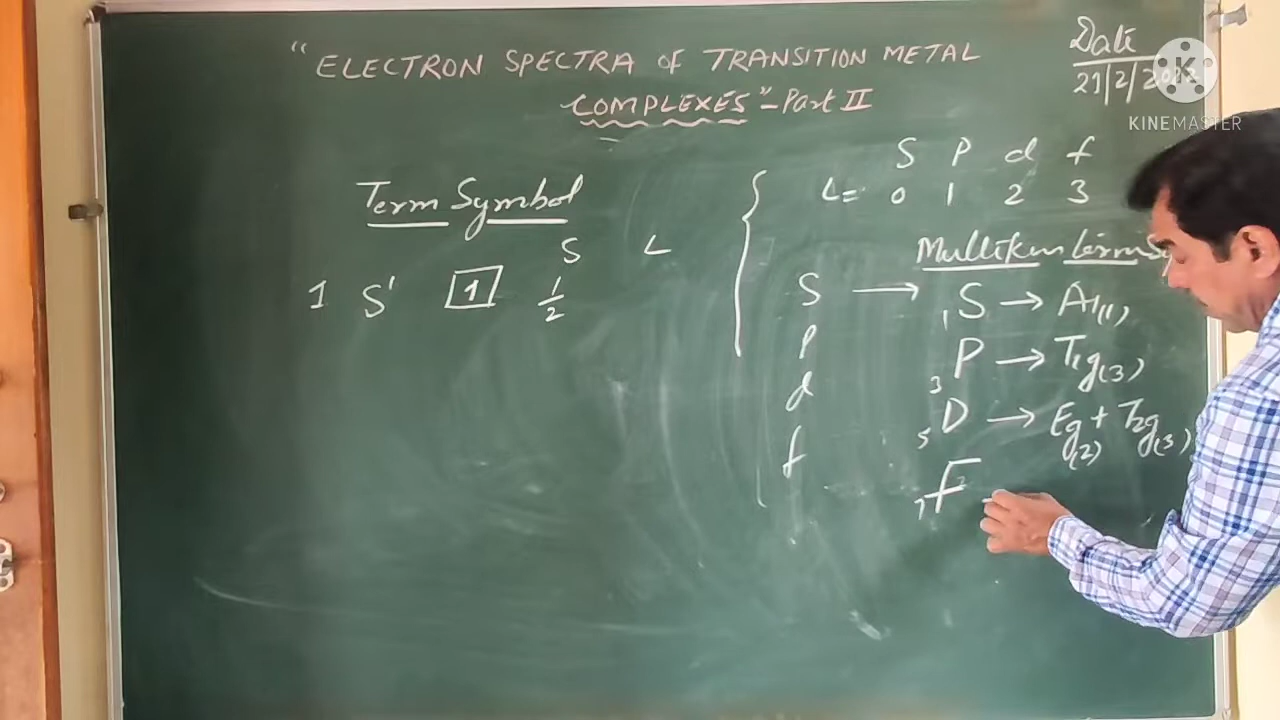 "ELECTRON SPECTRA OF TRANSITION METAL
COMPLEXES"-Part II
Date
21/2/
KINEMASTER
S P d f
L= 0 1 2 3
Term Symbol
S L
1 S¹ 1 1/2
Mulliken terms
S → ₁S → A1(1)
P ₃P → T1g(3)
d ₅D → Eg(2) + T2g(3)
f ₇F